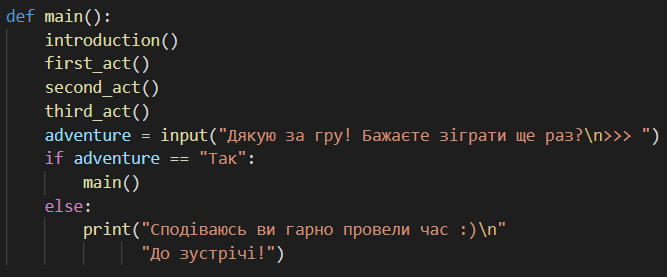 def main():
    introduction()
    first_act()
    second_act()
    third_act()
    adventure = input("Дякую за гру! Бажаєте зіграти ще раз?\n>>> ")
    if adventure == "Так":
        main()
    else:
        print("Сподіваюсь ви гарно провели час :)\n"
              "До зустрічі!")